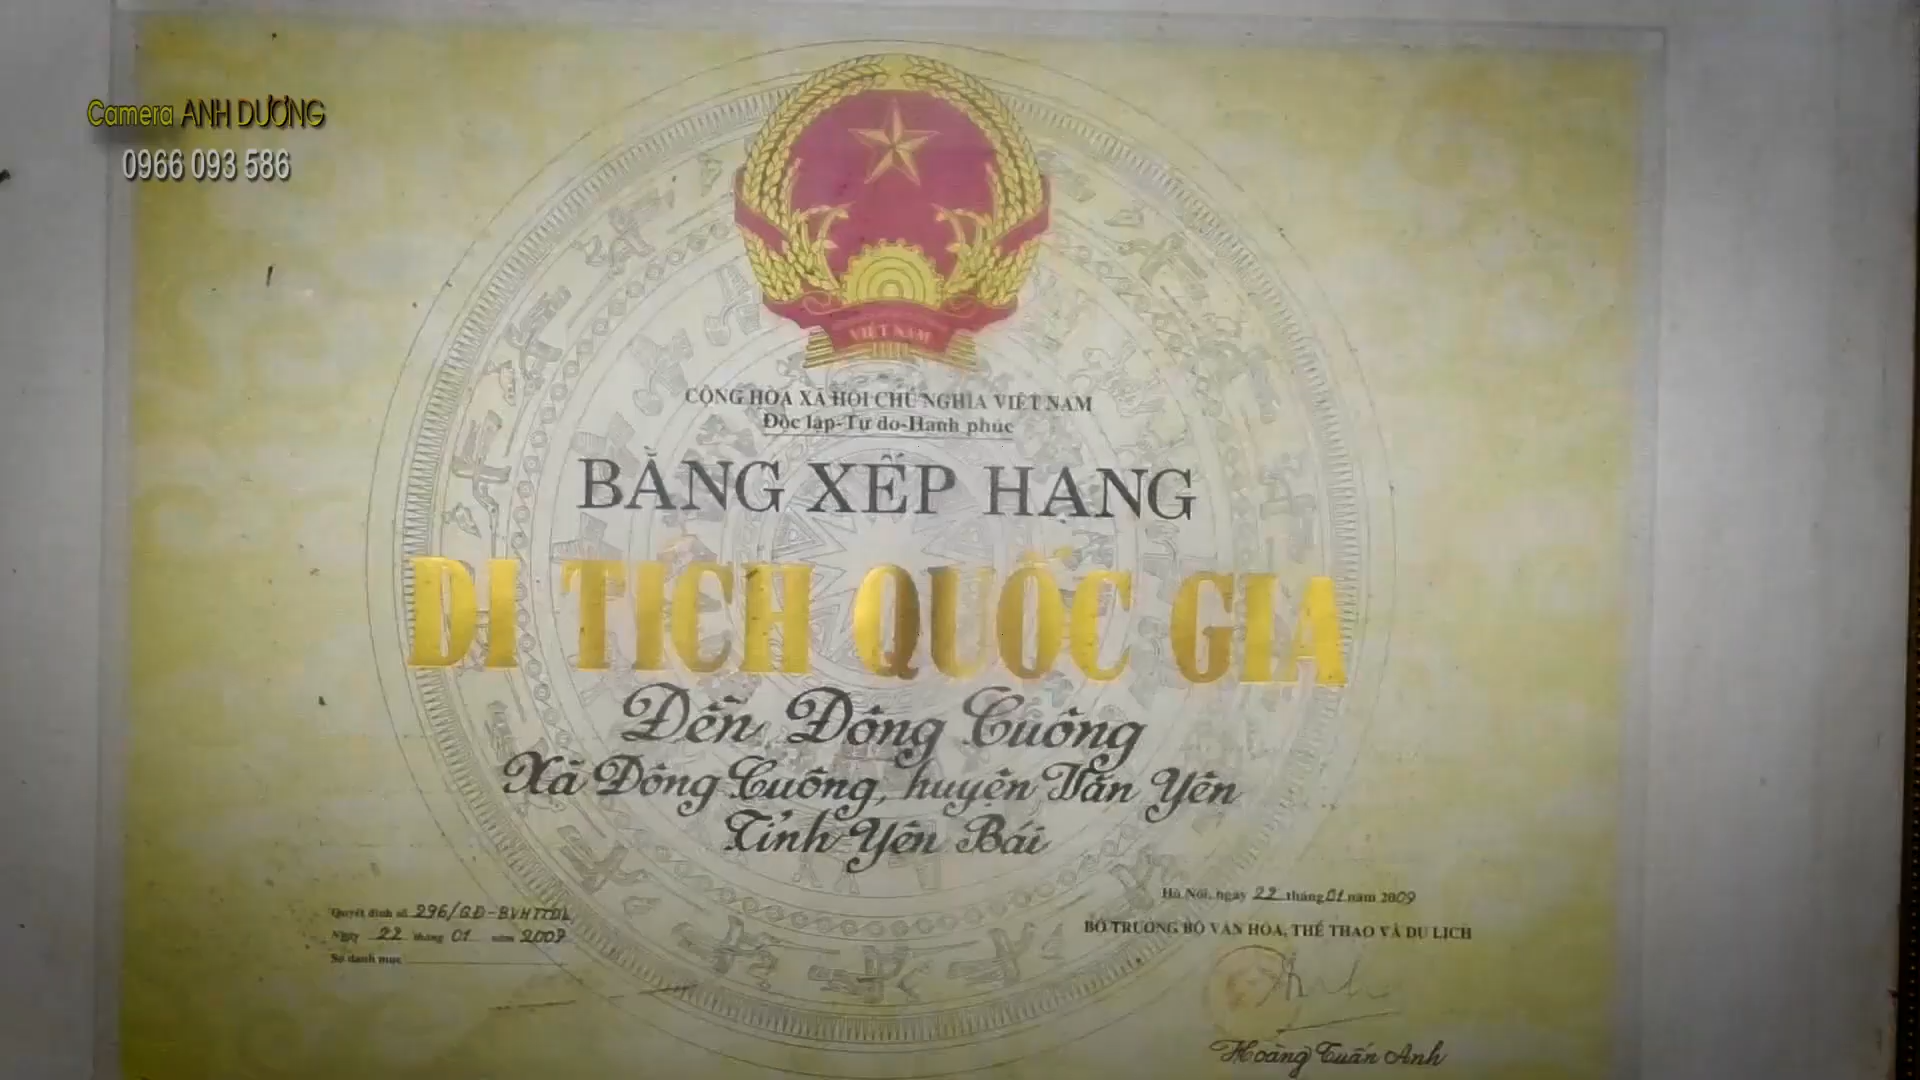 Camera ANH DƯƠNG
0966 093 586
VIỆT NAM
CỘNG HÒA XÃ HỘI CHỦ NGHĨA VIỆT NAM
Độc lập-Tự do-Hạnh phúc
BẰNG XẾP HẠNG
DI TÍCH QUỐC GIA
Đền Đông Cuông
Xã Đông Cuông, huyện Văn Yên
Tỉnh Yên Bái
Quyết định số 296/QĐ-BVHTTDL
Ngày 22 tháng 01 năm 2009
Số danh mục
Hà Nội, ngày 22 tháng 01 năm 2009
BỘ TRƯỞNG BỘ VĂN HÓA, THỂ THAO VÀ DU LỊCH
Hoàng Tuấn Anh